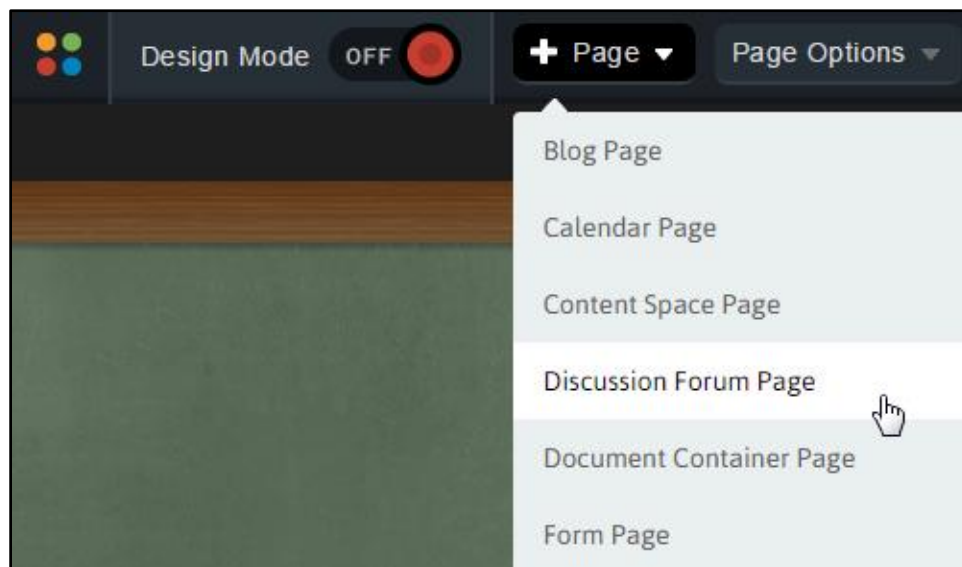 Design Mode OFF + Page Page Options
Blog Page
Calendar Page
Content Space Page
Discussion Forum Page
Document Container Page
Form Page